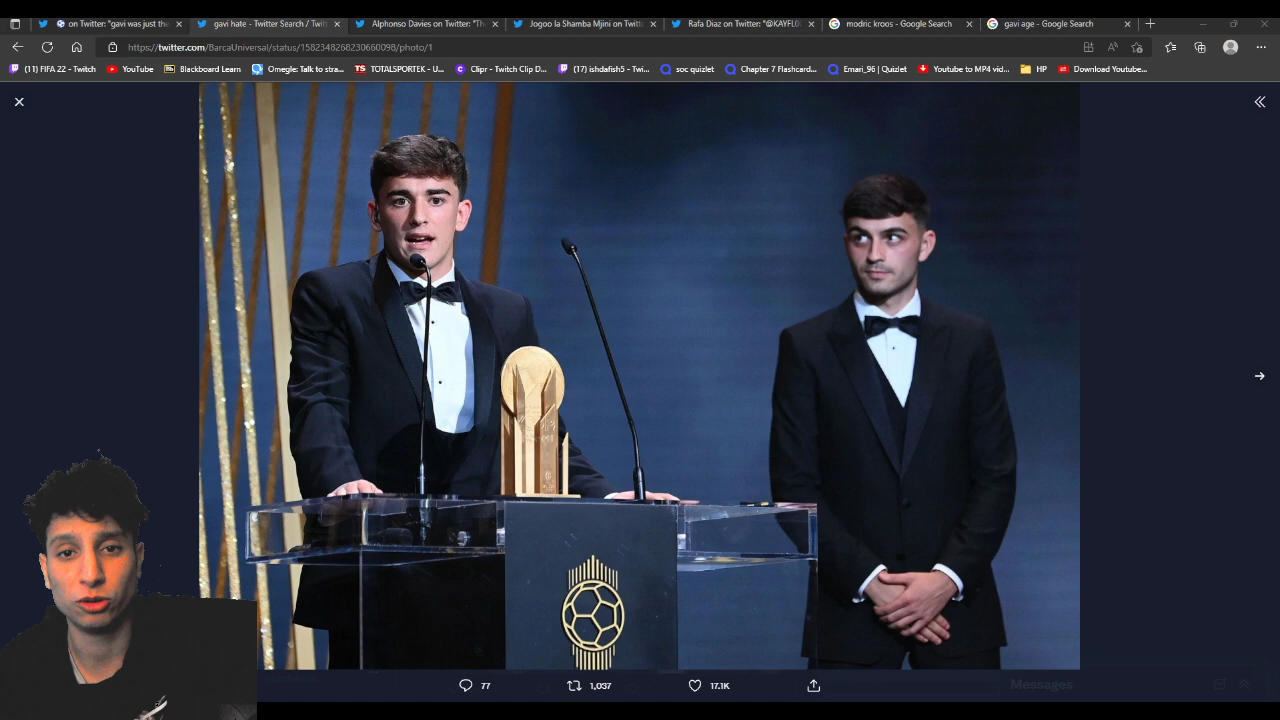 on Twitter: "gavi was just the
gavi hate - Twitter Search / Twitt
Alphonso Davies on Twitter: "Th
Jogoo la Shamba Mjini on Twitt
Rafa Diaz on Twitter: "@KAYFL0
modric kroos - Google Search
gavi age - Google Search
https://twitter.com/BarcaUniversal/status/1582348268230660098/photo/1
(11) FIFA 22 - Twitch
YouTube
Bb Blackboard Learn
Omegle: Talk to stra...
TS TOTALSPORTEK - U...
Clipr - Twitch Clip D...
(17) ishdafish5 - Twi...
soc quizlet
Chapter 7 Flashcard...
Emari_96 | Quizlet
Youtube to MP4 vid...
HP
Download Youtube...
77
1,037
17.1K
Messages